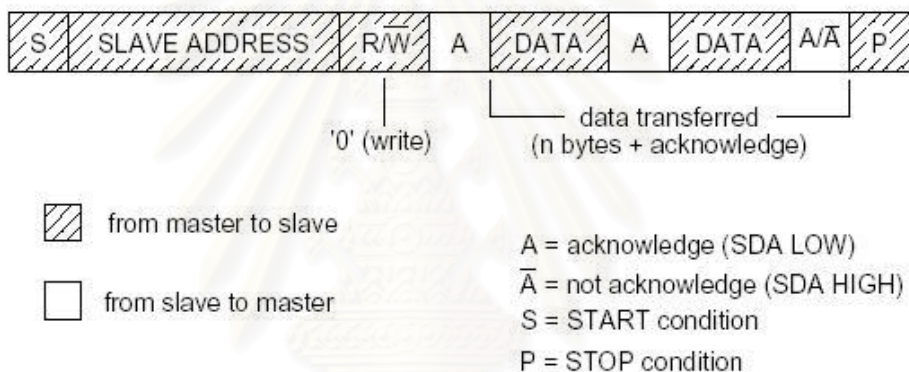 S SLAVE ADDRESS R/W̅ A DATA A DATA A/A̅ P
'0' (write)
data transferred
(n bytes + acknowledge)
from master to slave
from slave to master
A = acknowledge (SDA LOW)
A̅ = not acknowledge (SDA HIGH)
S = START condition
P = STOP condition